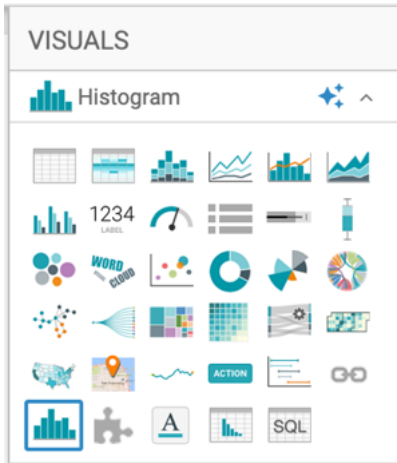 VISUALS
Histogram
1234
LABEL
WORD
CLOUD
ACTION
A
SQL